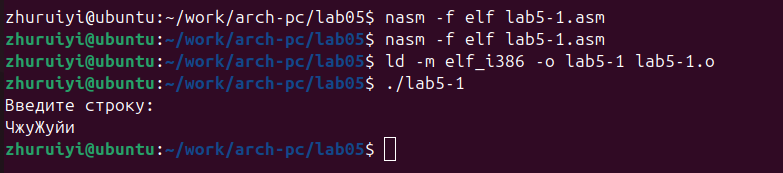 zhuruiyi@ubuntu:~/work/arch-pc/lab05$ nasm -f elf lab5-1.asm
zhuruiyi@ubuntu:~/work/arch-pc/lab05$ nasm -f elf lab5-1.asm
zhuruiyi@ubuntu:~/work/arch-pc/lab05$ ld -m elf_i386 -o lab5-1 lab5-1.o
zhuruiyi@ubuntu:~/work/arch-pc/lab05$ ./lab5-1
Введите строку:
ЧжуЖуйи
zhuruiyi@ubuntu:~/work/arch-pc/lab05$